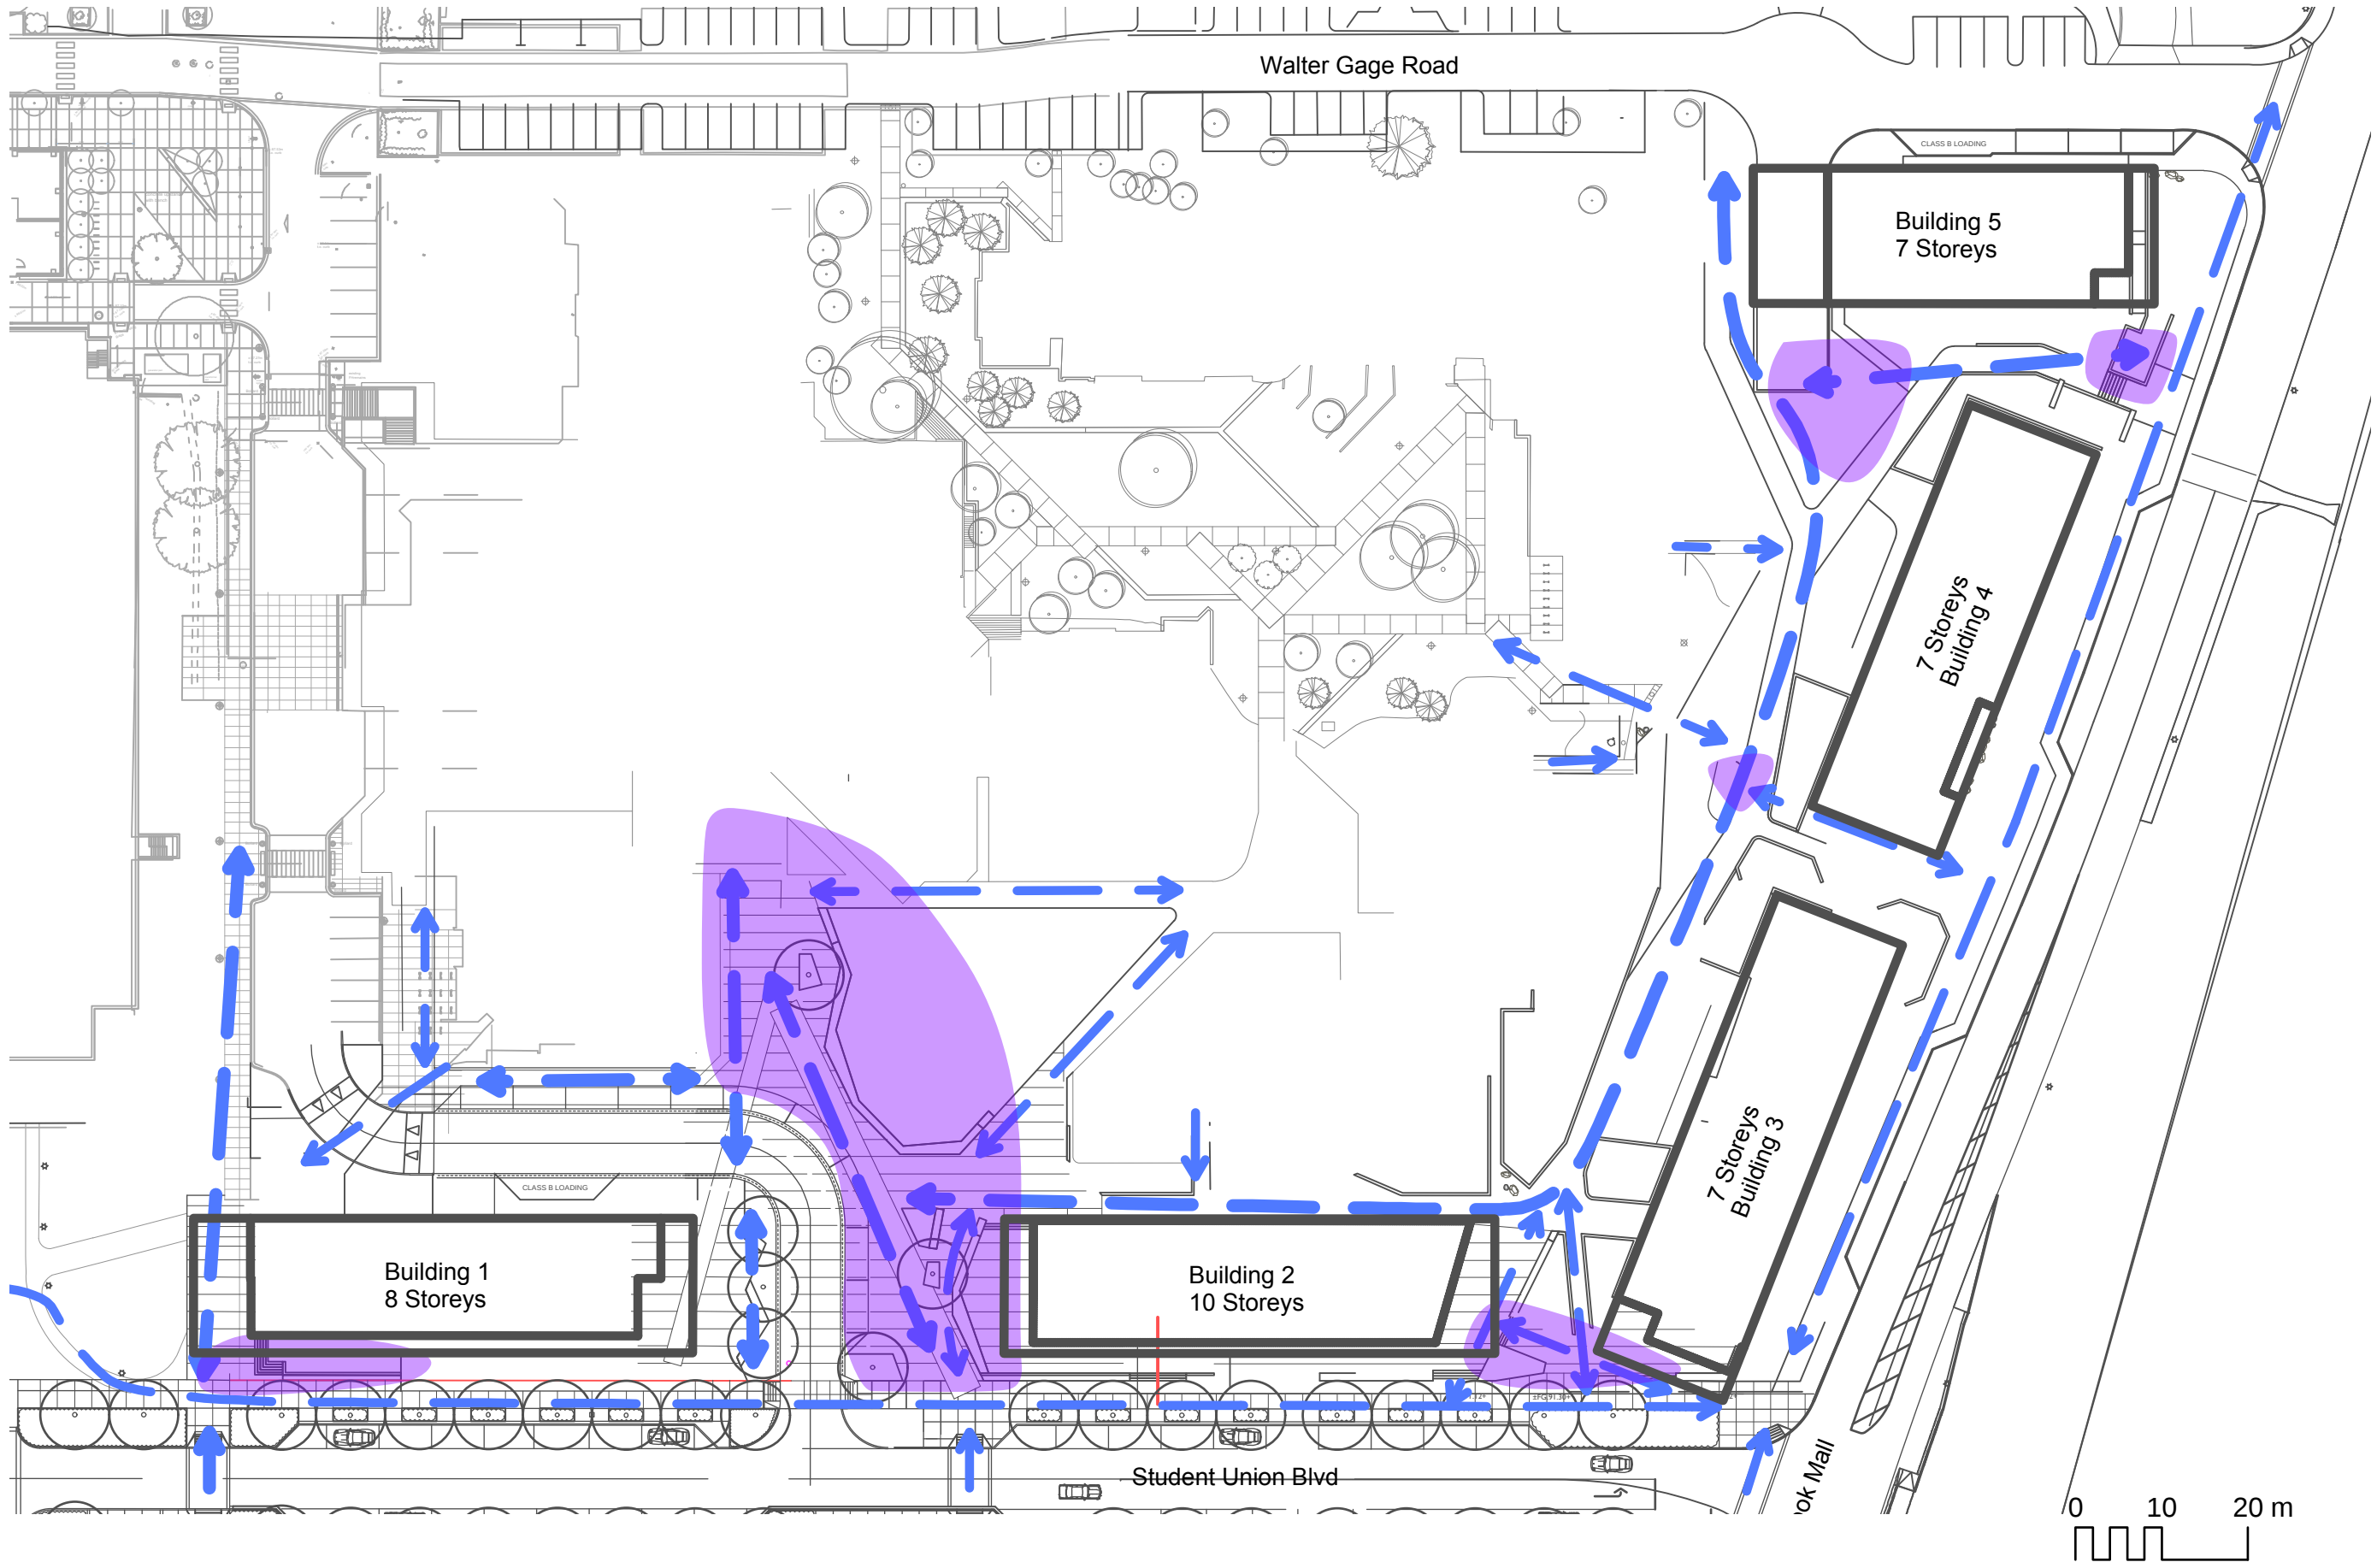 Walter Gage Road
CLASS B LOADING
Building 5
7 Storeys
7 Storeys
Building 4
7 Storeys
Building 3
CLASS B LOADING
Building 1
8 Storeys
Building 2
10 Storeys
Student Union Blvd
ok Mall
0 10 20 m